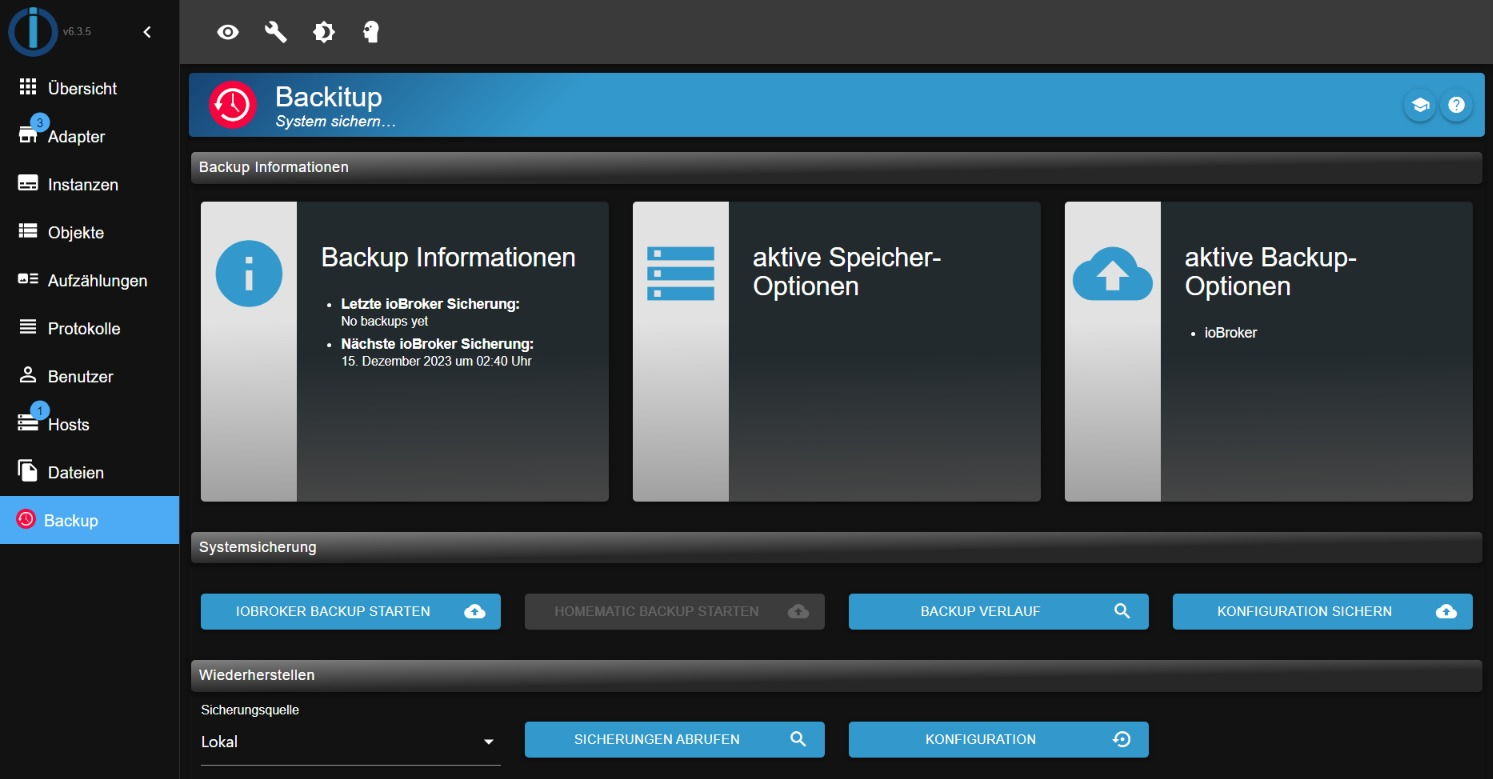 v6.3.5
Übersicht
3
Adapter
Instanzen
Objekte
Aufzählungen
Protokolle
Benutzer
1
Hosts
Dateien
Backup
Backitup
System sichern…
Backup Informationen
Backup Informationen
Letzte ioBroker Sicherung:
No backups yet
Nächste ioBroker Sicherung:
15. Dezember 2023 um 02:40 Uhr
aktive Speicher-
Optionen
aktive Backup-
Optionen
ioBroker
Systemsicherung
IOBROKER BACKUP STARTEN
HOMEMATIC BACKUP STARTEN
BACKUP VERLAUF
KONFIGURATION SICHERN
Wiederherstellen
Sicherungsquelle
Lokal
SICHERUNGEN ABRUFEN
KONFIGURATION